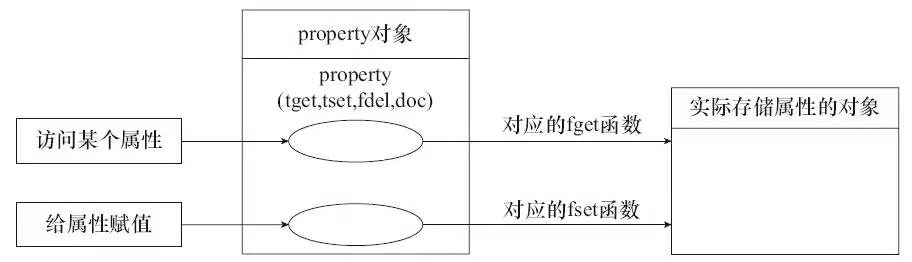 property对象
property
(tget,tset,fdel,doc)
实际存储属性的对象
访问某个属性
对应的fget函数
给属性赋值
对应的fset函数